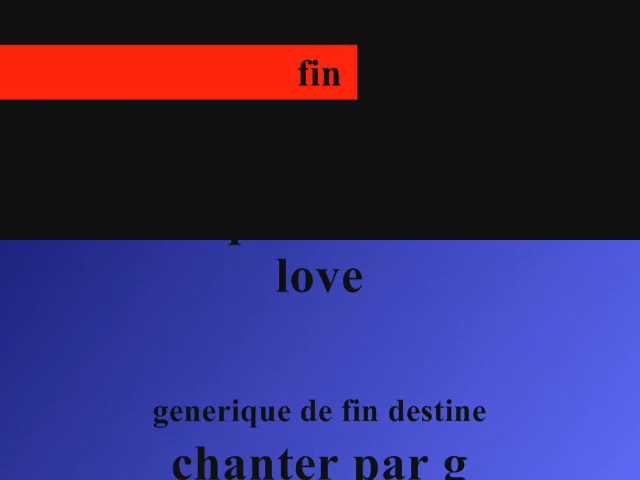 fin
love
generique de fin destine
chanter par g